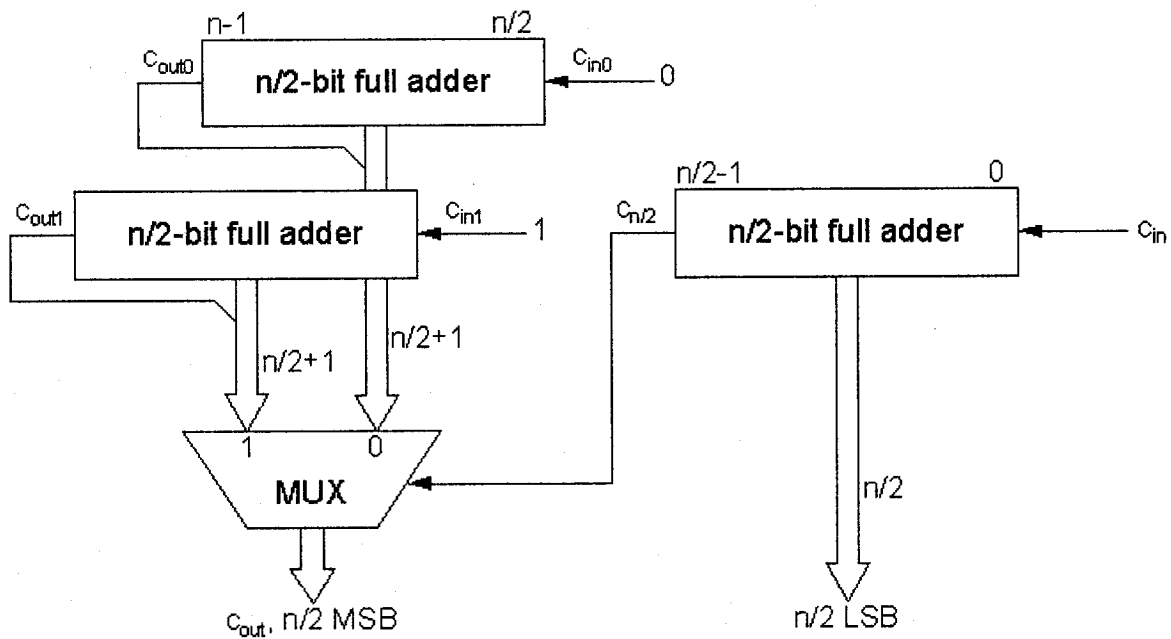 n-1 n/2
c_out0 n/2-bit full adder c_in0 0
n/2-1 0
c_out1 n/2-bit full adder c_in1 1
c_n/2 n/2-bit full adder c_in
n/2+1 n/2+1
1 0
MUX
n/2
c_out, n/2 MSB
n/2 LSB